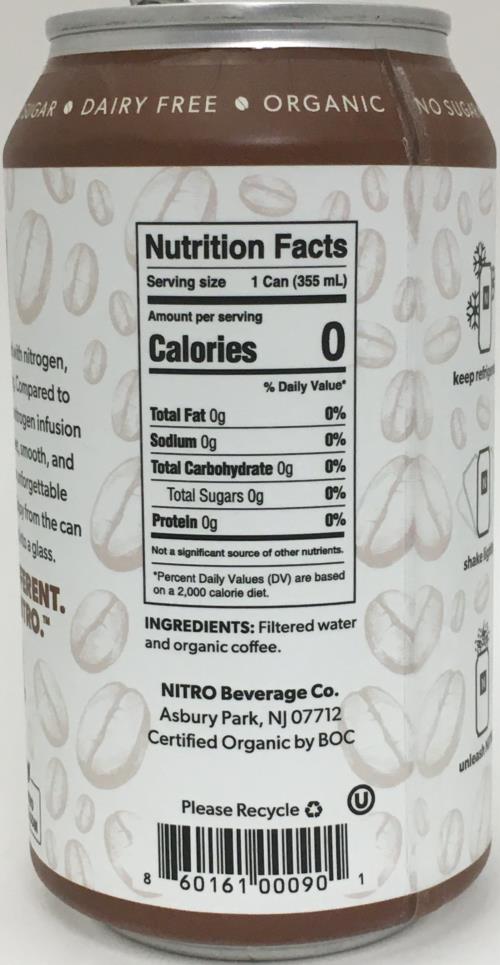 SUGAR • DAIRY FREE • ORGANIC NO SUGAR
with nitrogen,
Compared to
infusion
smooth, and
unforgettable
from the can
a glass.
Nutrition Facts
Serving size 1 Can (355 mL)
Amount per serving
Calories 0
% Daily Value*
Total Fat 0g 0%
Sodium 0g 0%
Total Carbohydrate 0g 0%
Total Sugars 0g 0%
Protein 0g 0%
Not a significant source of other nutrients.
*Percent Daily Values (DV) are based
on a 2,000 calorie diet.
INGREDIENTS: Filtered water
and organic coffee.
NITRO Beverage Co.
Asbury Park, NJ 07712
Certified Organic by BOC
Please Recycle
U
8 60161 00090 1
keep
shake